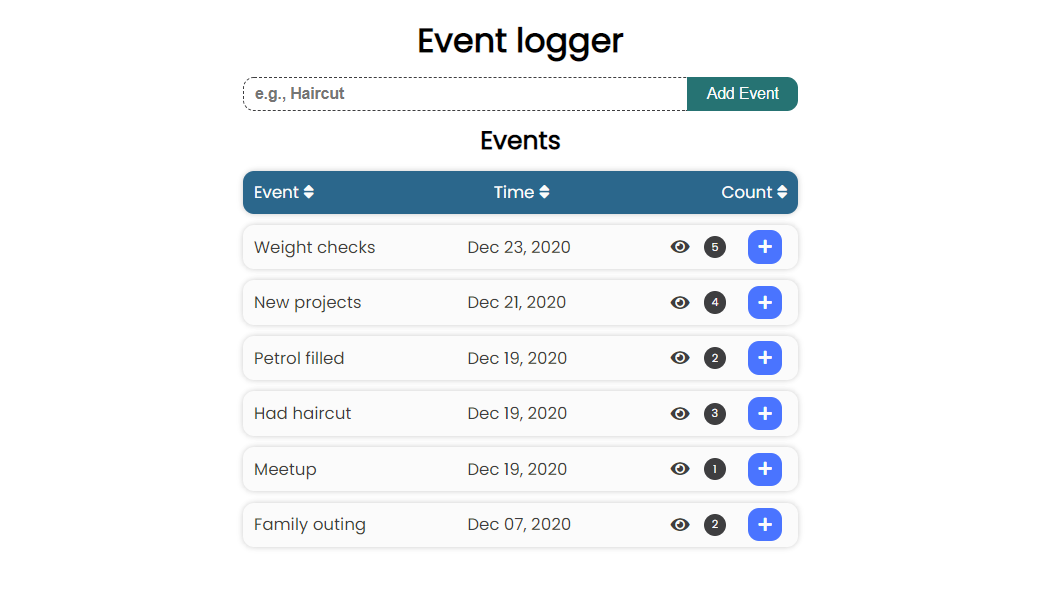 Event logger
e.g., Haircut Add Event
Events
Event Time Count
Weight checks Dec 23, 2020 5
New projects Dec 21, 2020 4
Petrol filled Dec 19, 2020 2
Had haircut Dec 19, 2020 3
Meetup Dec 19, 2020 1
Family outing Dec 07, 2020 2